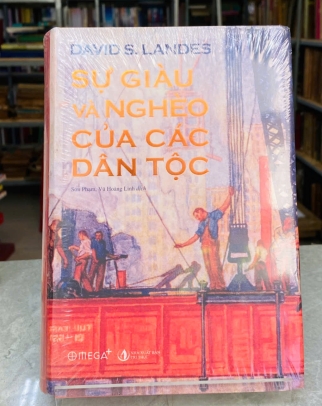 DAVID S. LANDES
SỰ GIÀU
VÀ NGHÈO
CỦA CÁC
DÂN TỘC
OMEGA+